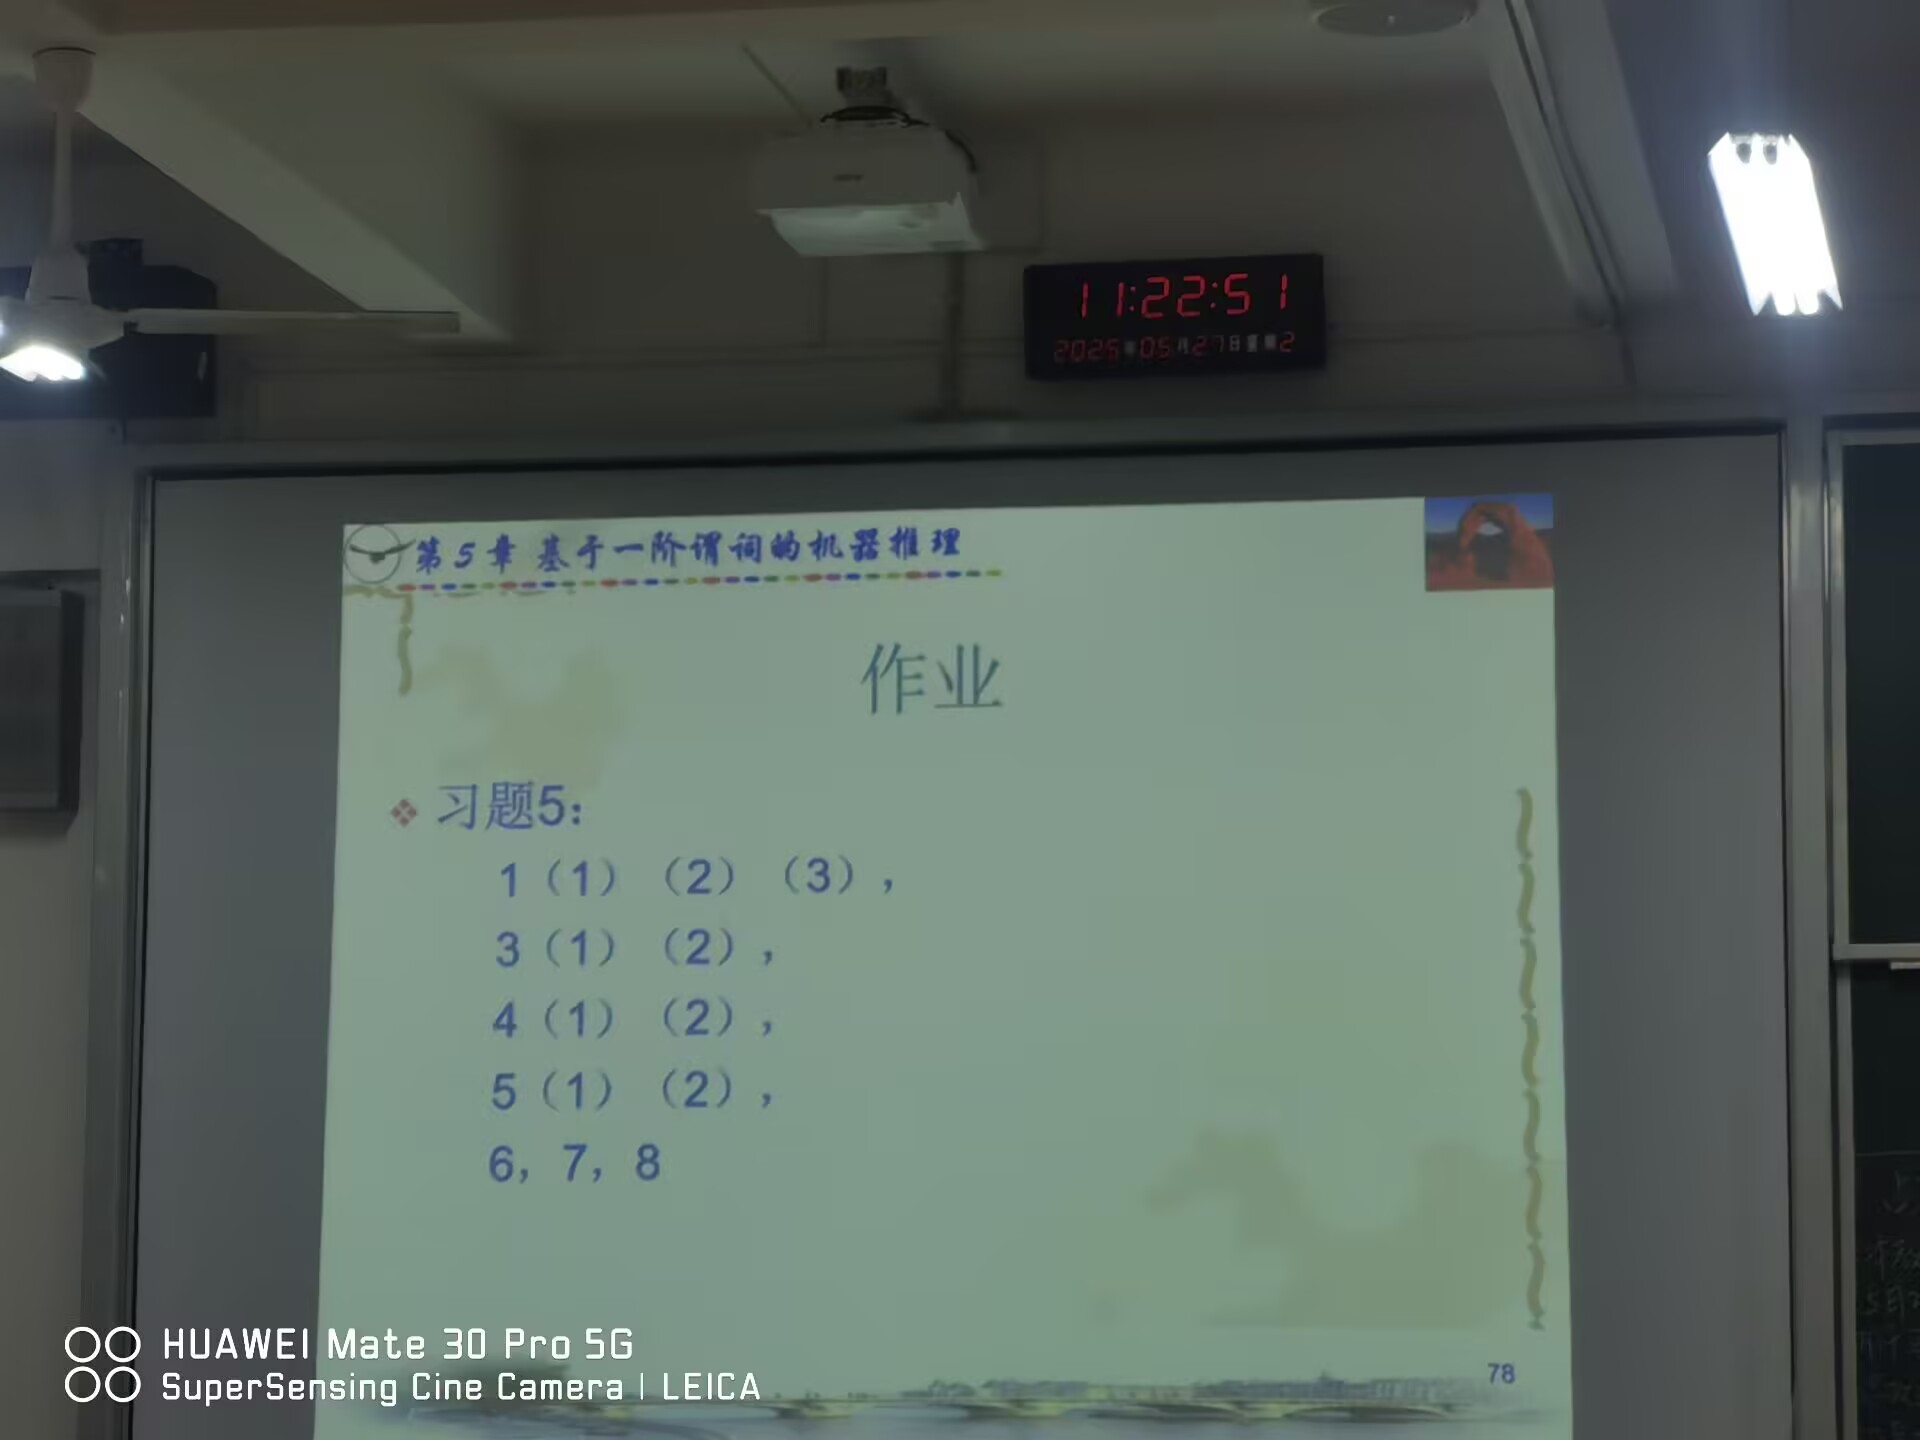 11:22:51
2025年05月27日星期2
第5章 基于一阶谓词的机器推理
作业
习题5：
1（1）（2）（3），
3（1）（2），
4（1）（2），
5（1）（2），
6，7，8
78
HUAWEI Mate 30 Pro 5G
SuperSensing Cine Camera | LEICA